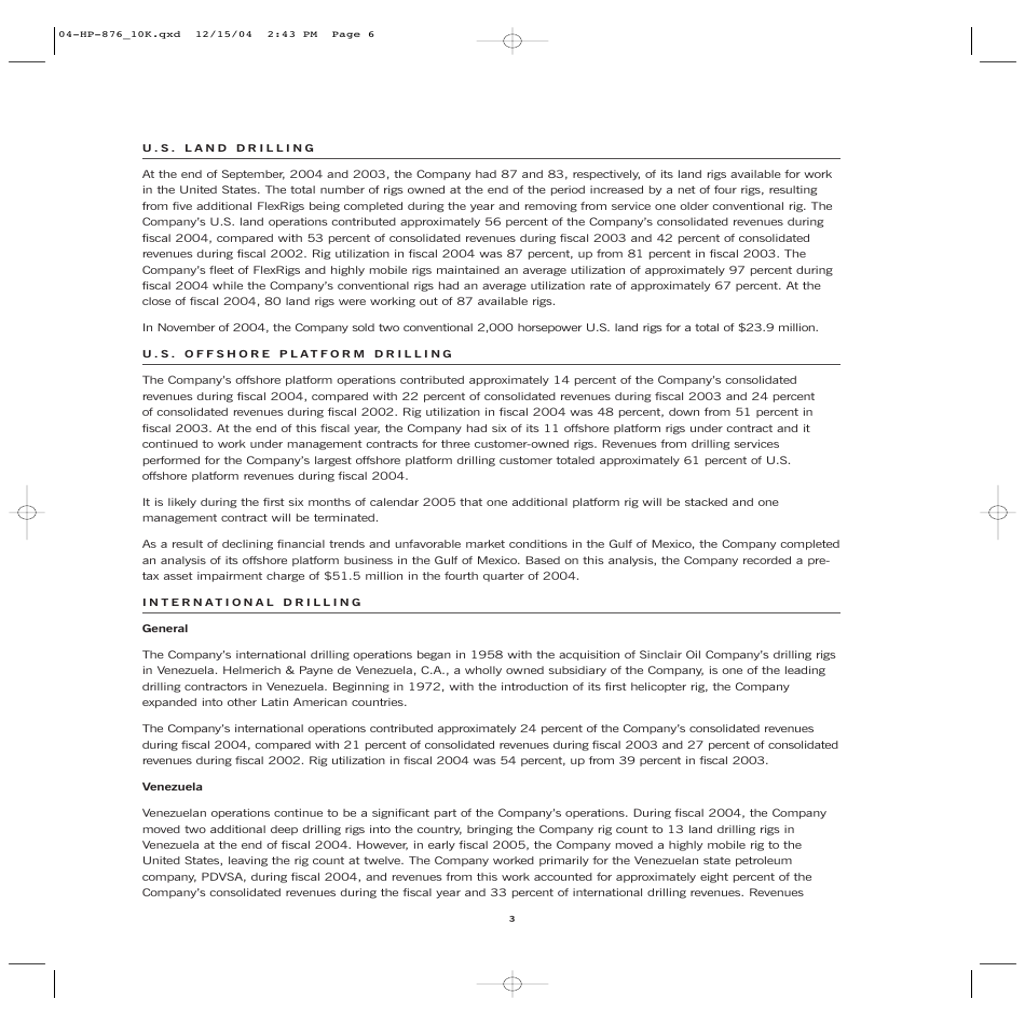 04-HP-876_10K.qxd 12/15/04 2:43 PM Page 6
U.S. LAND DRILLING
At the end of September, 2004 and 2003, the Company had 87 and 83, respectively, of its land rigs available for work
in the United States. The total number of rigs owned at the end of the period increased by a net of four rigs, resulting
from five additional FlexRigs being completed during the year and removing from service one older conventional rig. The
Company's U.S. land operations contributed approximately 56 percent of the Company's consolidated revenues during
fiscal 2004, compared with 53 percent of consolidated revenues during fiscal 2003 and 42 percent of consolidated
revenues during fiscal 2002. Rig utilization in fiscal 2004 was 87 percent, up from 81 percent in fiscal 2003. The
Company's fleet of FlexRigs and highly mobile rigs maintained an average utilization of approximately 97 percent during
fiscal 2004 while the Company's conventional rigs had an average utilization rate of approximately 67 percent. At the
close of fiscal 2004, 80 land rigs were working out of 87 available rigs.
In November of 2004, the Company sold two conventional 2,000 horsepower U.S. land rigs for a total of $23.9 million.
U.S. OFFSHORE PLATFORM DRILLING
The Company's offshore platform operations contributed approximately 14 percent of the Company's consolidated
revenues during fiscal 2004, compared with 22 percent of consolidated revenues during fiscal 2003 and 24 percent
of consolidated revenues during fiscal 2002. Rig utilization in fiscal 2004 was 48 percent, down from 51 percent in
fiscal 2003. At the end of this fiscal year, the Company had six of its 11 offshore platform rigs under contract and it
continued to work under management contracts for three customer-owned rigs. Revenues from drilling services
performed for the Company's largest offshore platform drilling customer totaled approximately 61 percent of U.S.
offshore platform revenues during fiscal 2004.
It is likely during the first six months of calendar 2005 that one additional platform rig will be stacked and one
management contract will be terminated.
As a result of declining financial trends and unfavorable market conditions in the Gulf of Mexico, the Company completed
an analysis of its offshore platform business in the Gulf of Mexico. Based on this analysis, the Company recorded a pre-
tax asset impairment charge of $51.5 million in the fourth quarter of 2004.
INTERNATIONAL DRILLING
General
The Company's international drilling operations began in 1958 with the acquisition of Sinclair Oil Company's drilling rigs
in Venezuela. Helmerich & Payne de Venezuela, C.A., a wholly owned subsidiary of the Company, is one of the leading
drilling contractors in Venezuela. Beginning in 1972, with the introduction of its first helicopter rig, the Company
expanded into other Latin American countries.
The Company's international operations contributed approximately 24 percent of the Company's consolidated revenues
during fiscal 2004, compared with 21 percent of consolidated revenues during fiscal 2003 and 27 percent of consolidated
revenues during fiscal 2002. Rig utilization in fiscal 2004 was 54 percent, up from 39 percent in fiscal 2003.
Venezuela
Venezuelan operations continue to be a significant part of the Company's operations. During fiscal 2004, the Company
moved two additional deep drilling rigs into the country, bringing the Company rig count to 13 land drilling rigs in
Venezuela at the end of fiscal 2004. However, in early fiscal 2005, the Company moved a highly mobile rig to the
United States, leaving the rig count at twelve. The Company worked primarily for the Venezuelan state petroleum
company, PDVSA, during fiscal 2004, and revenues from this work accounted for approximately eight percent of the
Company's consolidated revenues during the fiscal year and 33 percent of international drilling revenues. Revenues
3